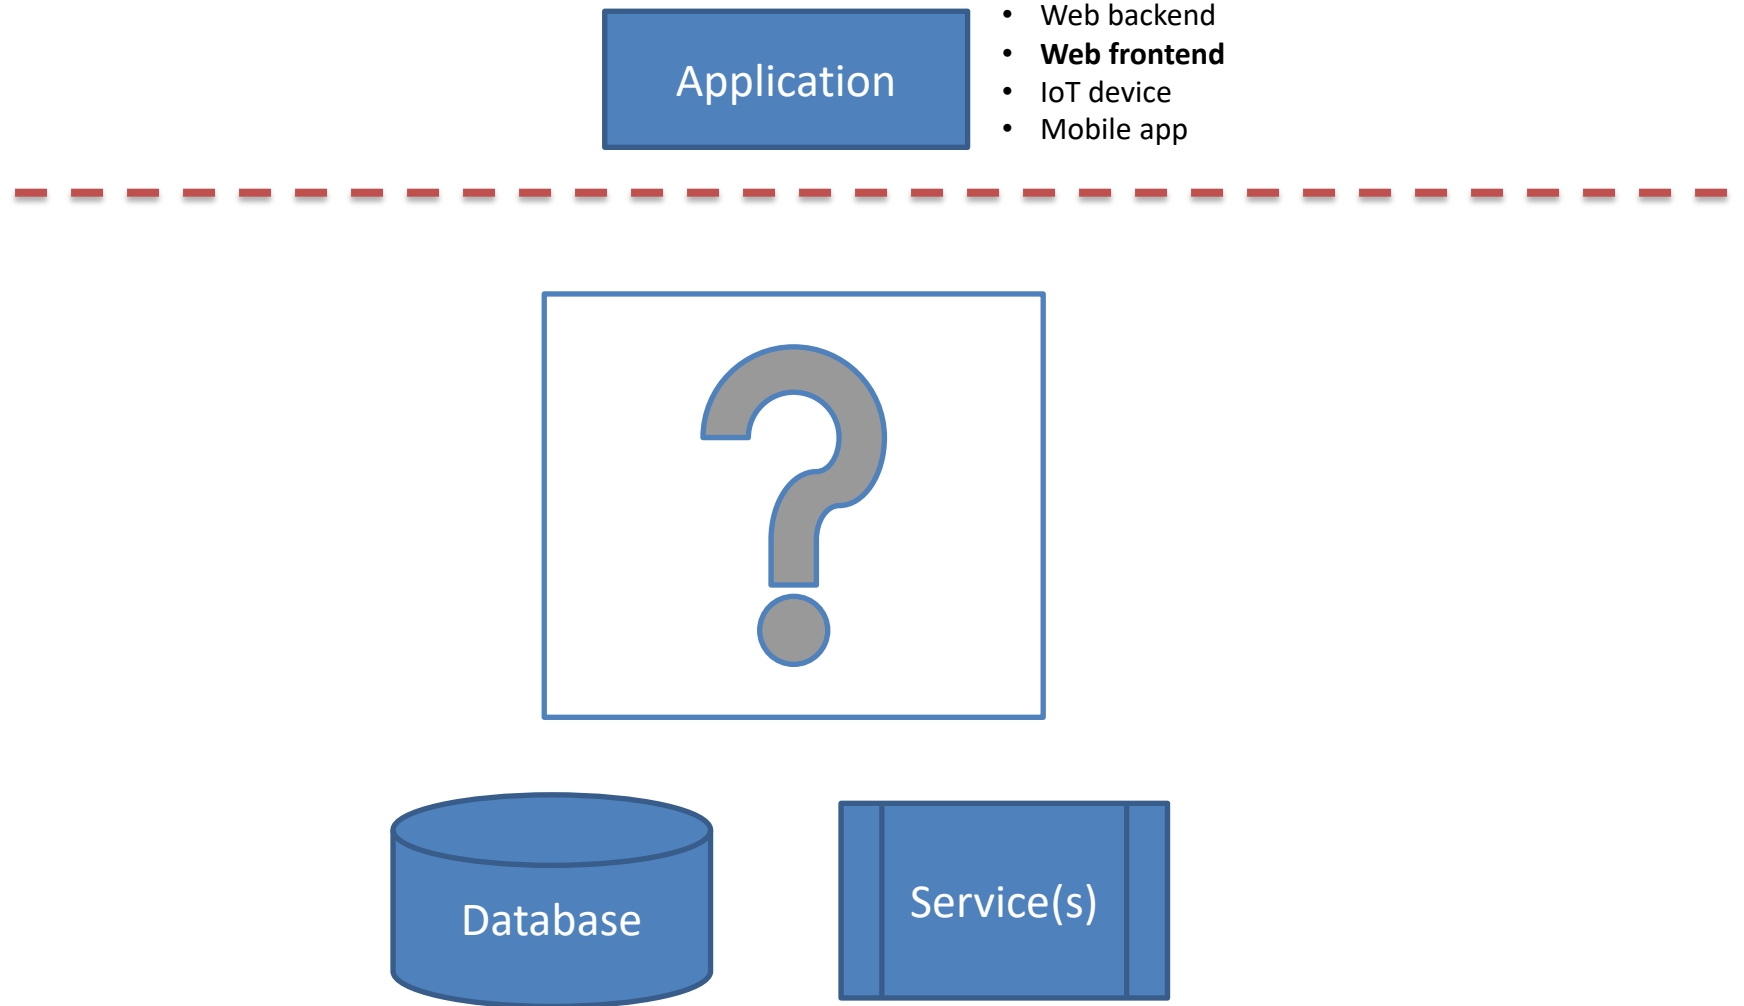 Application
• Web backend
• Web frontend
• IoT device
• Mobile app
?
Database
Service(s)